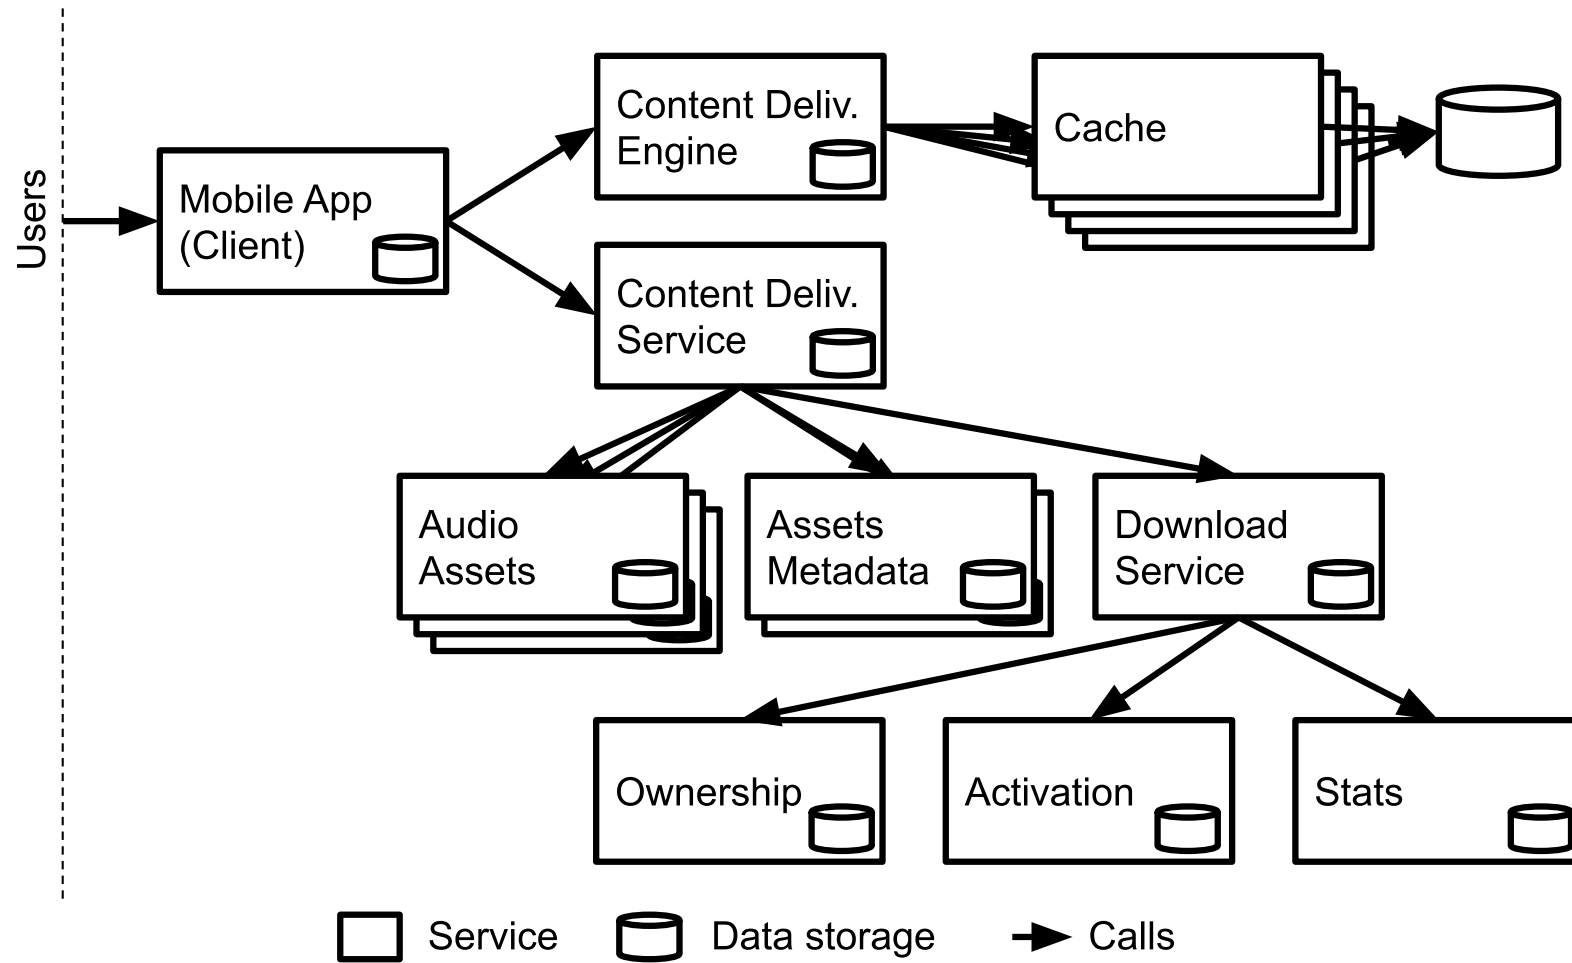 Users
Mobile App
(Client)
Content Deliv.
Engine
Cache
Content Deliv.
Service
Audio
Assets
Assets
Metadata
Download
Service
Ownership
Activation
Stats
Service
Data storage
Calls